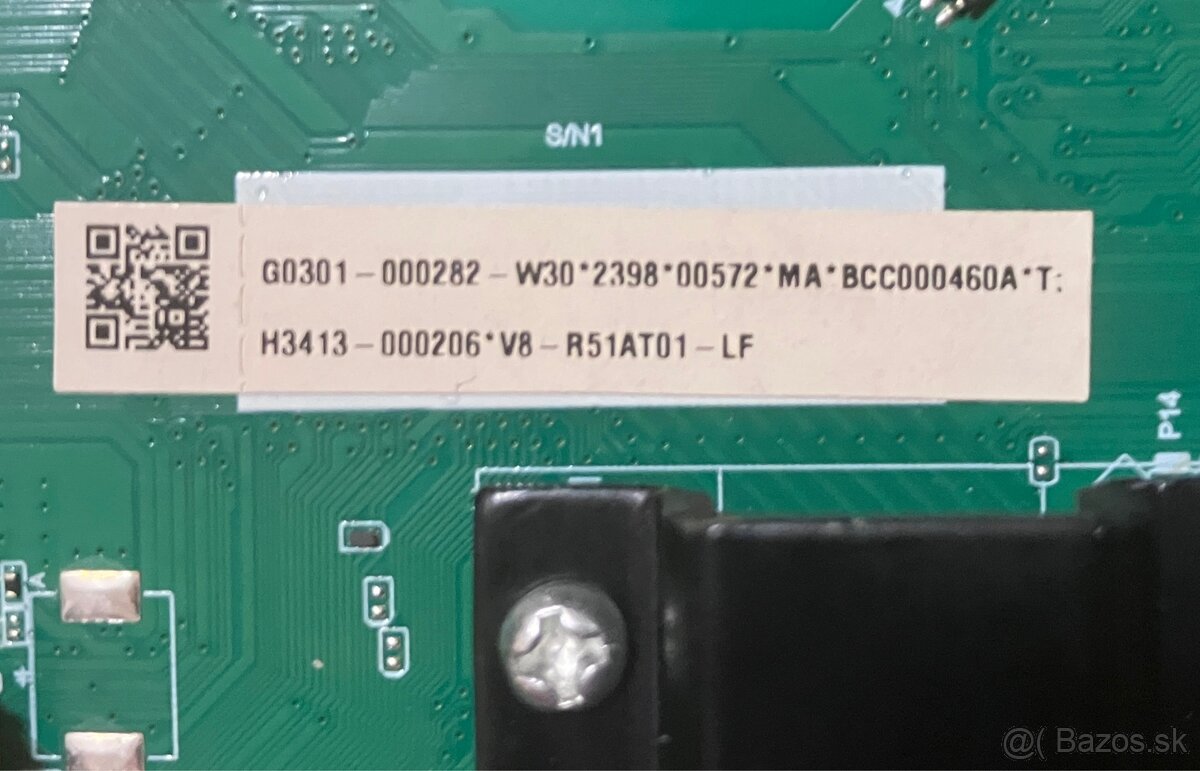 S/N1
G0301-000282-W30*2398*00572*MA*BCC000460A*T:
H3413-000206*V8-R51AT01-LF
P14
A
@( Bazos.sk